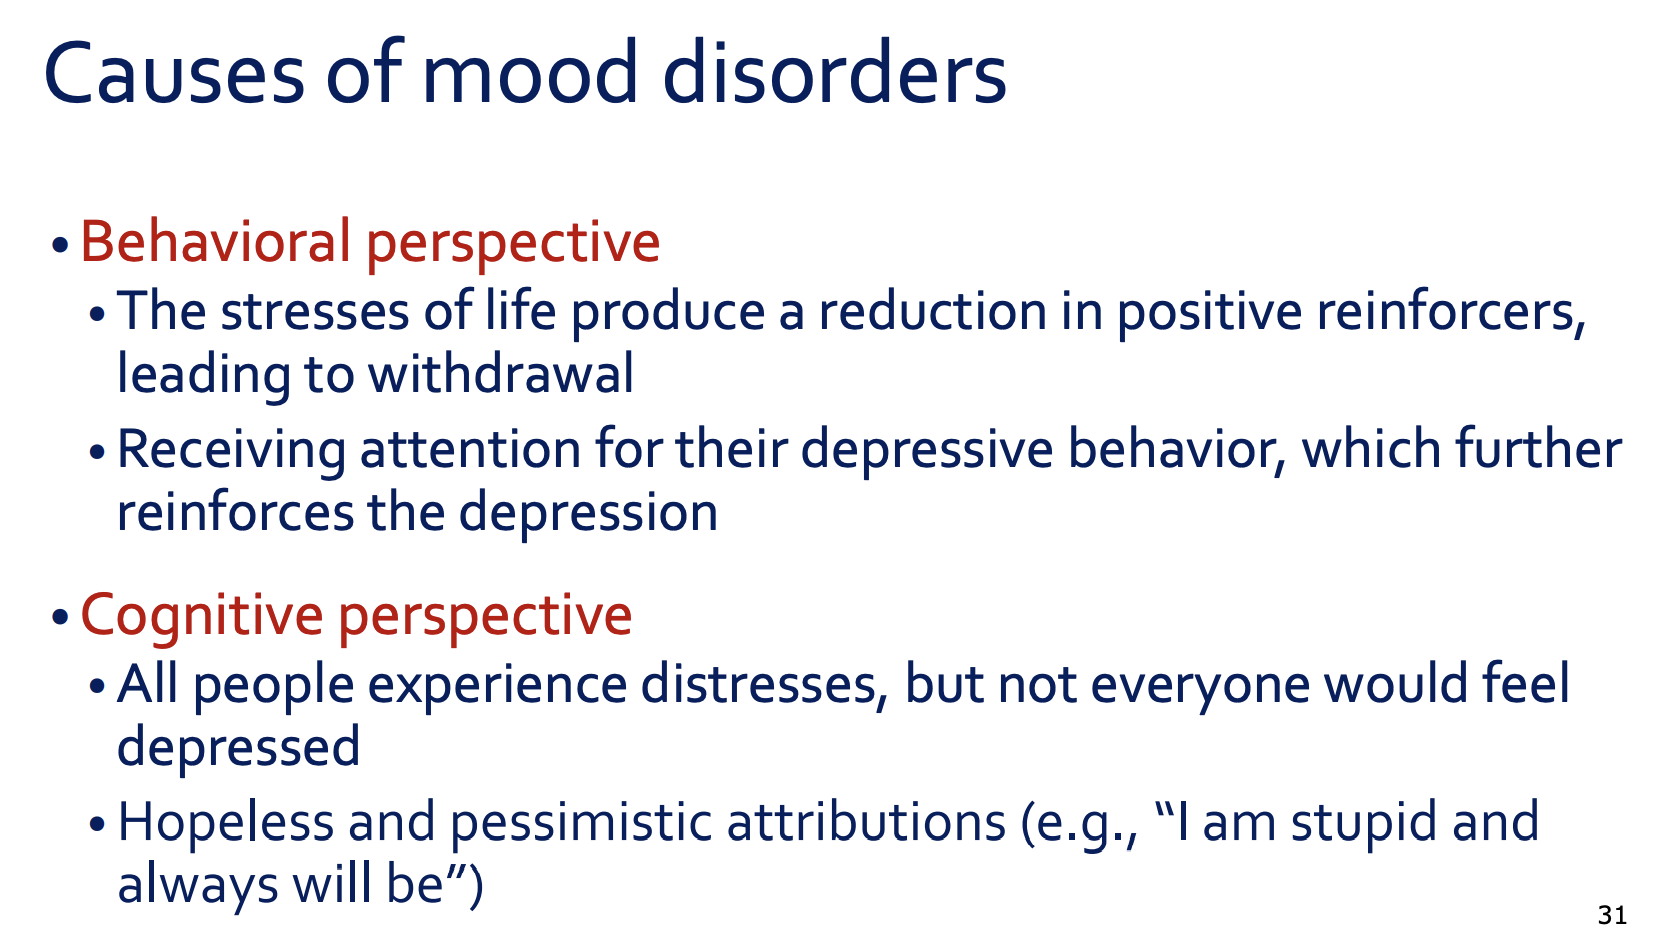 Causes of mood disorders
• Behavioral perspective
• The stresses of life produce a reduction in positive reinforcers,
leading to withdrawal
• Receiving attention for their depressive behavior, which further
reinforces the depression
• Cognitive perspective
• All people experience distresses, but not everyone would feel
depressed
• Hopeless and pessimistic attributions (e.g., “I am stupid and
always will be”)
31